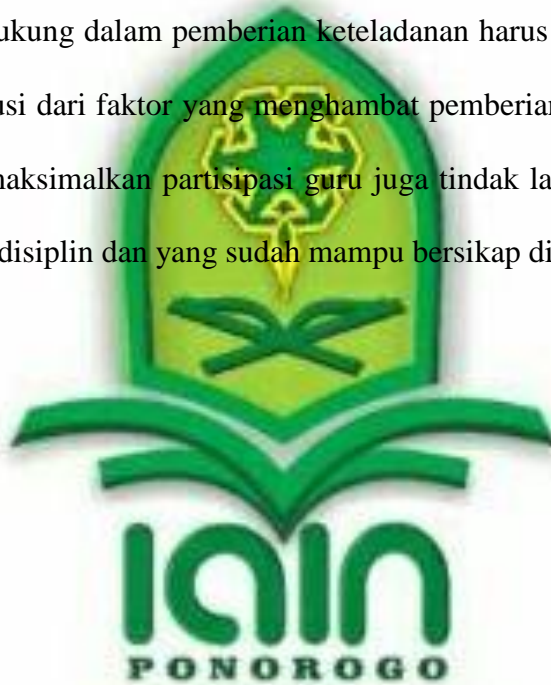 ukung dalam pemberian keteladanan harus
usi dari faktor yang menghambat pemberian
naksimalkan partisipasi guru juga tindak la
disiplin dan yang sudah mampu bersikap di
IAIN
PONOROGO